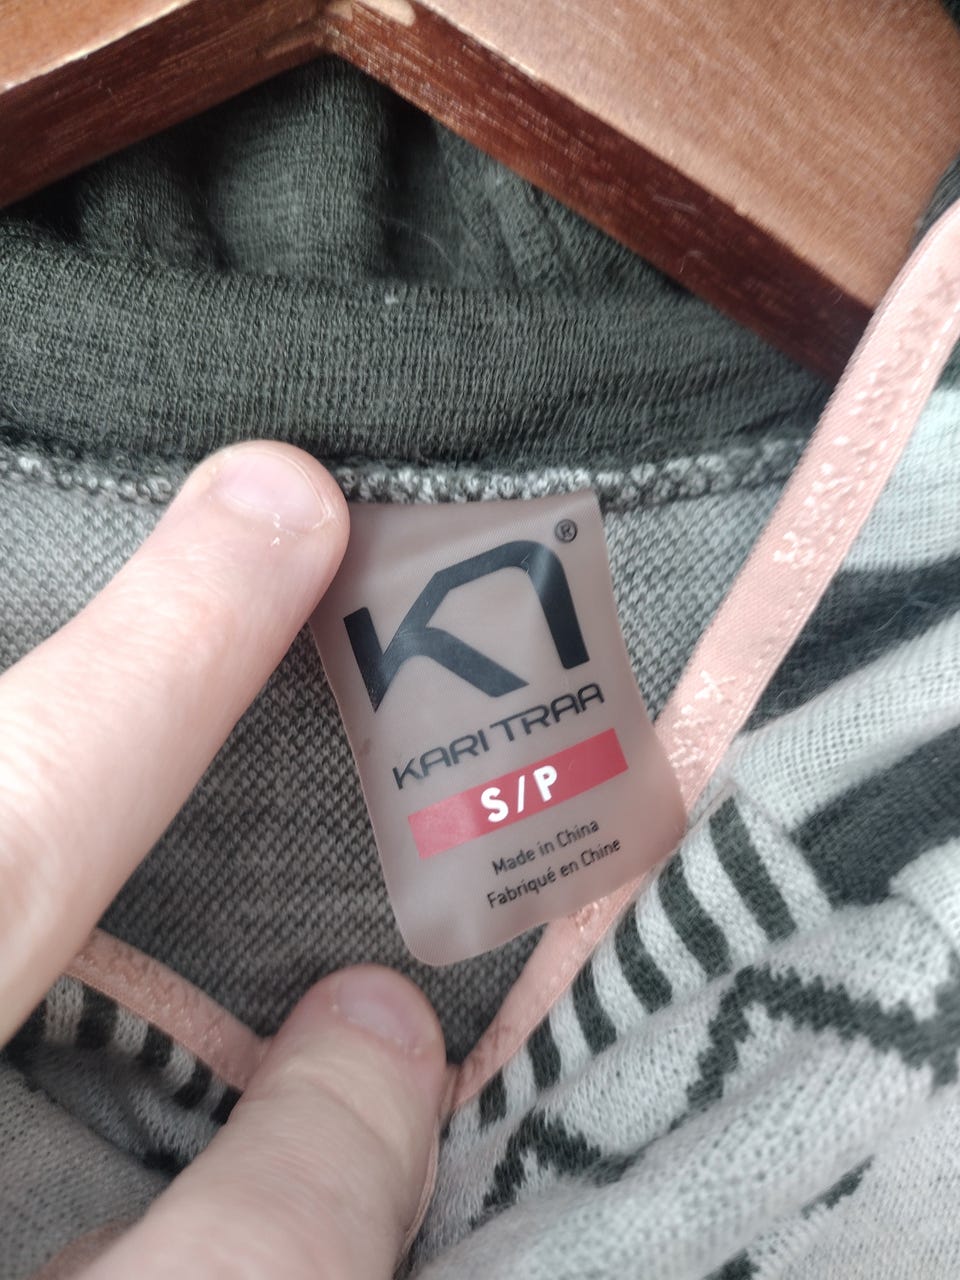 ®
KARI TRAA
S/P
Made in China
Fabriqué en Chine